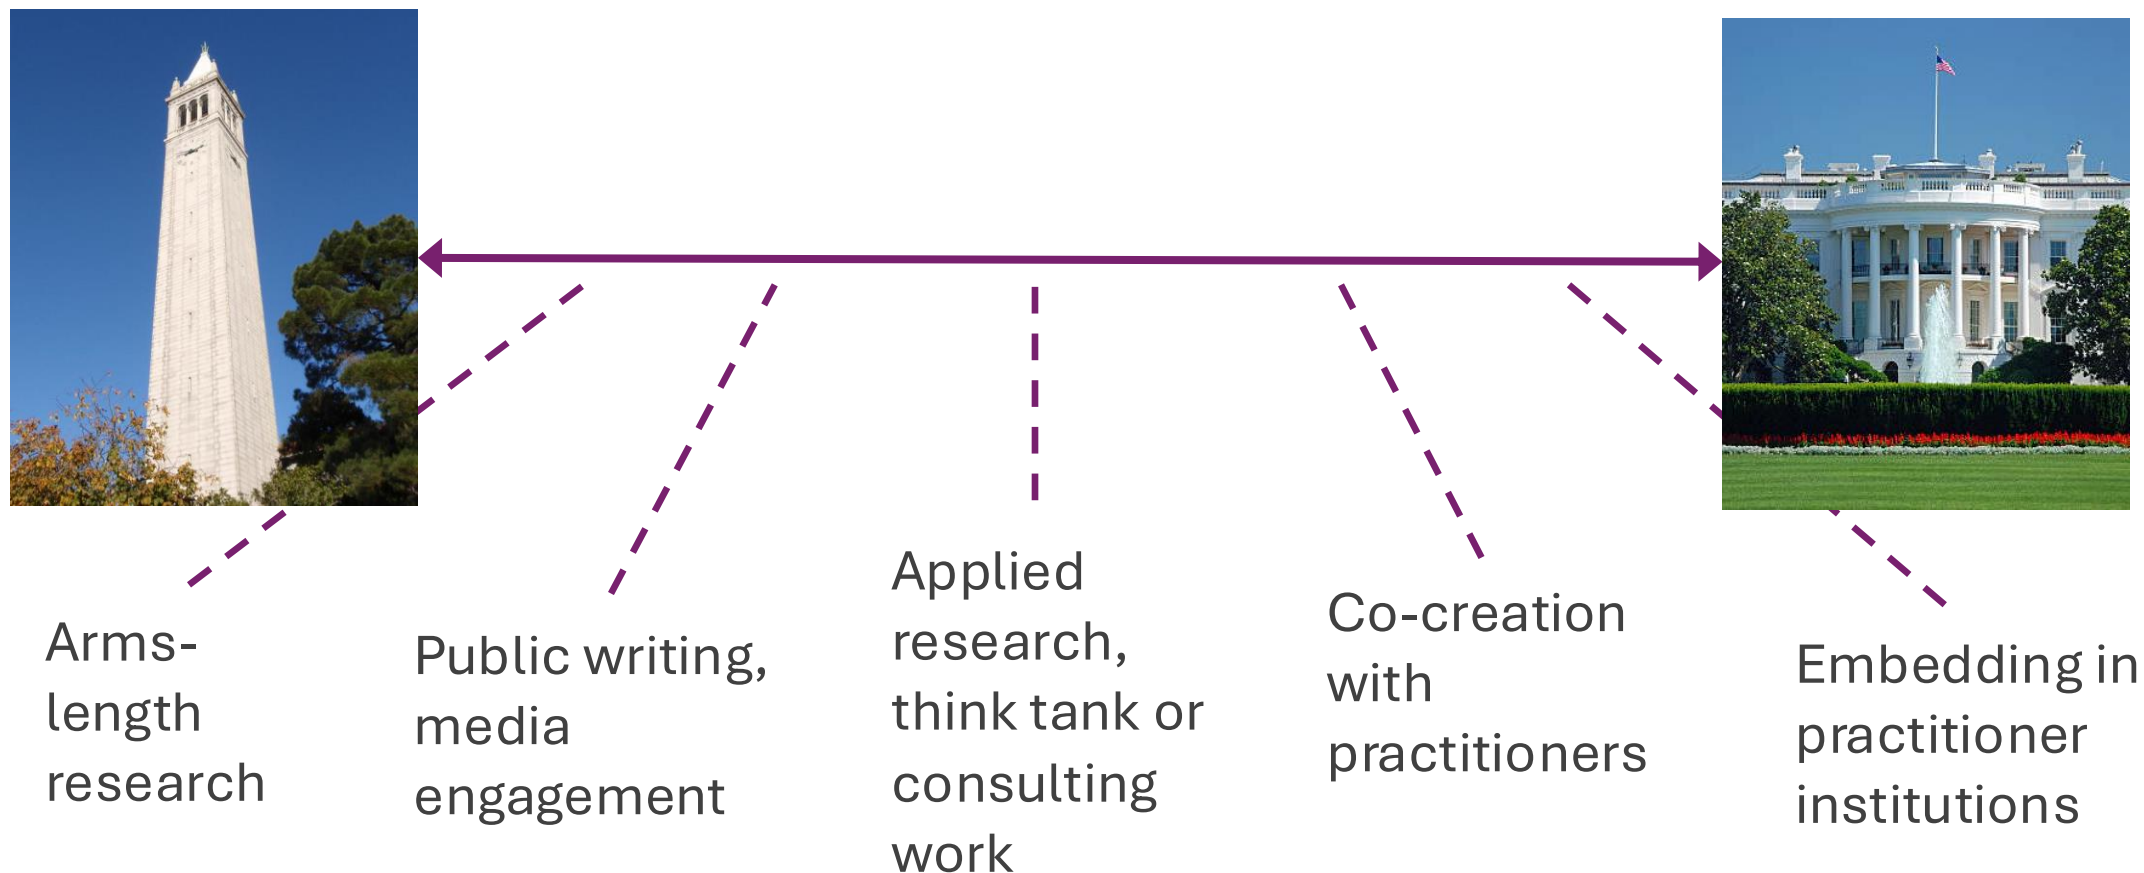 Arms-
length
research
Public writing,
media
engagement
Applied
research,
think tank or
consulting
work
Co-creation
with
practitioners
Embedding in
practitioner
institutions